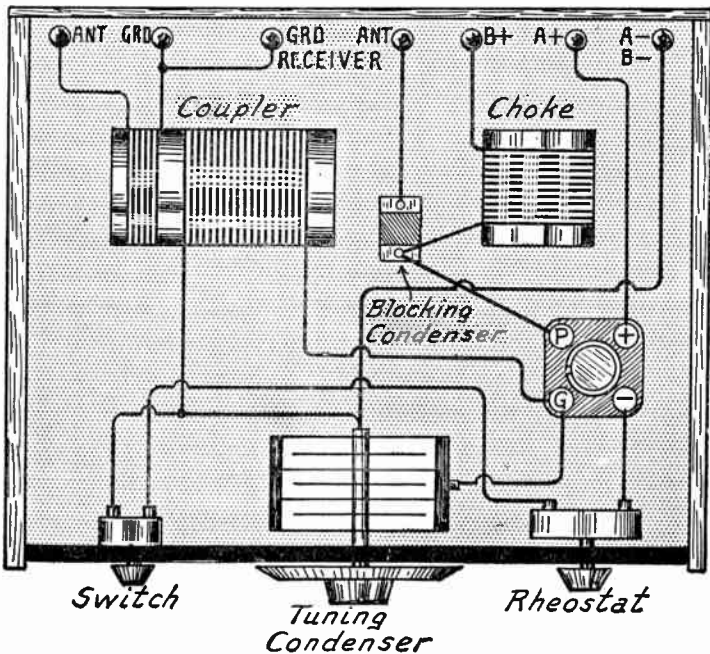 ANT GRD GRD ANT B+ A+ A-
RECEIVER B-
Coupler Choke
Blocking
Condenser
P +
G −
Switch Tuning Rheostat
Condenser